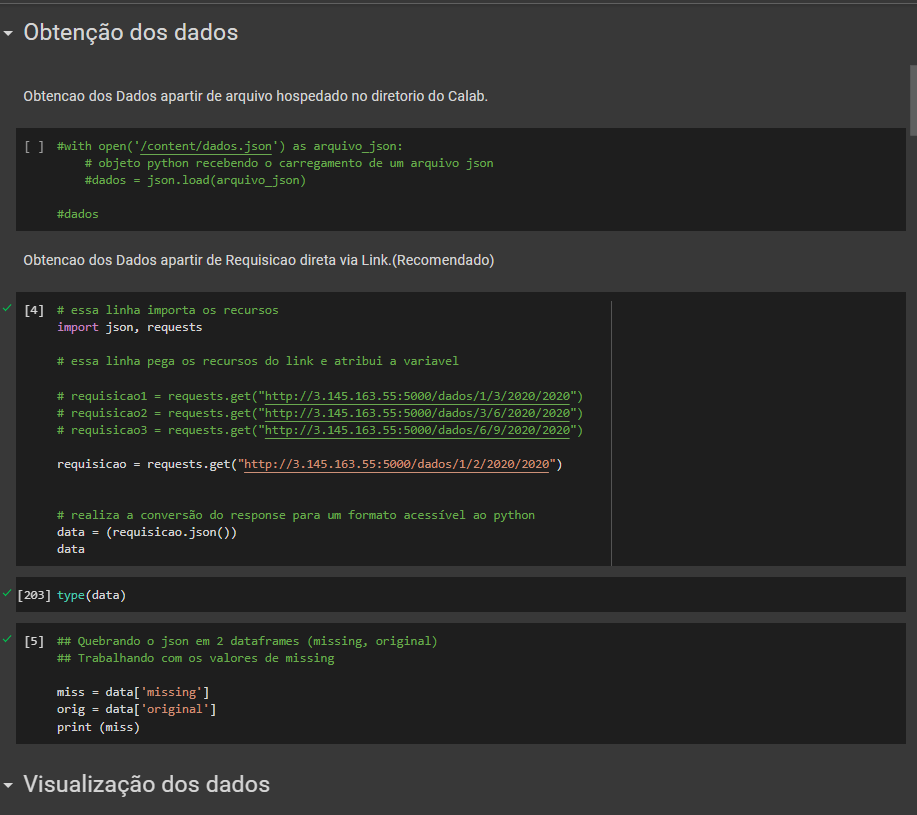 Obtenção dos dados
Obtencao dos Dados apartir de arquivo hospedado no diretorio do Calab.
[ ] #with open('/content/dados.json') as arquivo_json:
# objeto python recebendo o carregamento de um arquivo json
#dados = json.load(arquivo_json)
#dados
Obtencao dos Dados apartir de Requisicao direta via Link.(Recomendado)
[4] # essa linha importa os recursos
import json, requests
# essa linha pega os recursos do link e atribui a variavel
# requisicao1 = requests.get("http://3.145.163.55:5000/dados/1/3/2020/2020")
# requisicao2 = requests.get("http://3.145.163.55:5000/dados/3/6/2020/2020")
# requisicao3 = requests.get("http://3.145.163.55:5000/dados/6/9/2020/2020")
requisicao = requests.get("http://3.145.163.55:5000/dados/1/2/2020/2020")
# realiza a conversão do response para um formato acessível ao python
data = (requisicao.json())
data
[203] type(data)
[5] ## Quebrando o json em 2 dataframes (missing, original)
## Trabalhando com os valores de missing
miss = data['missing']
orig = data['original']
print (miss)
Visualização dos dados